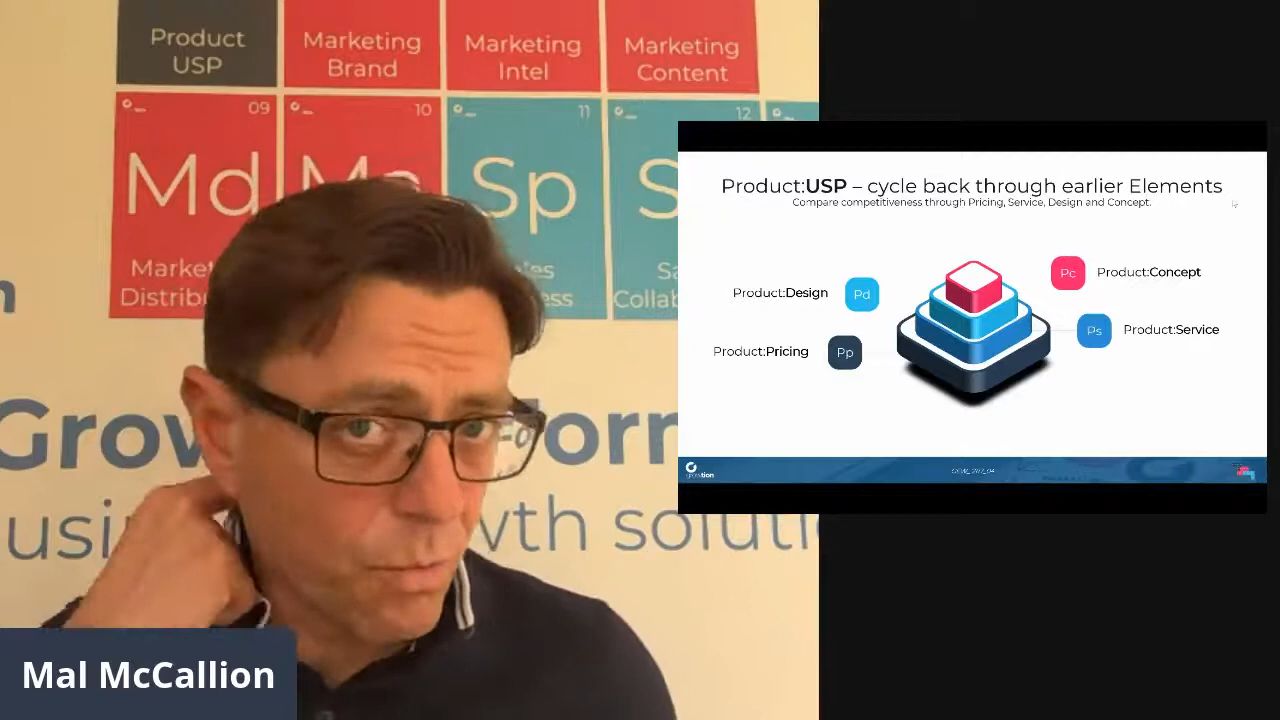 Product
USP
Marketing
Brand
Marketing
Intel
Marketing
Content
09
10
11
12
Md
Sp
Product:USP – cycle back through earlier Elements
Compare competitiveness through Pricing, Service, Design and Concept.
Product:Design
Pd
Pc
Product:Concept
Product:Pricing
Pp
Ps
Product:Service
Mal McCallion